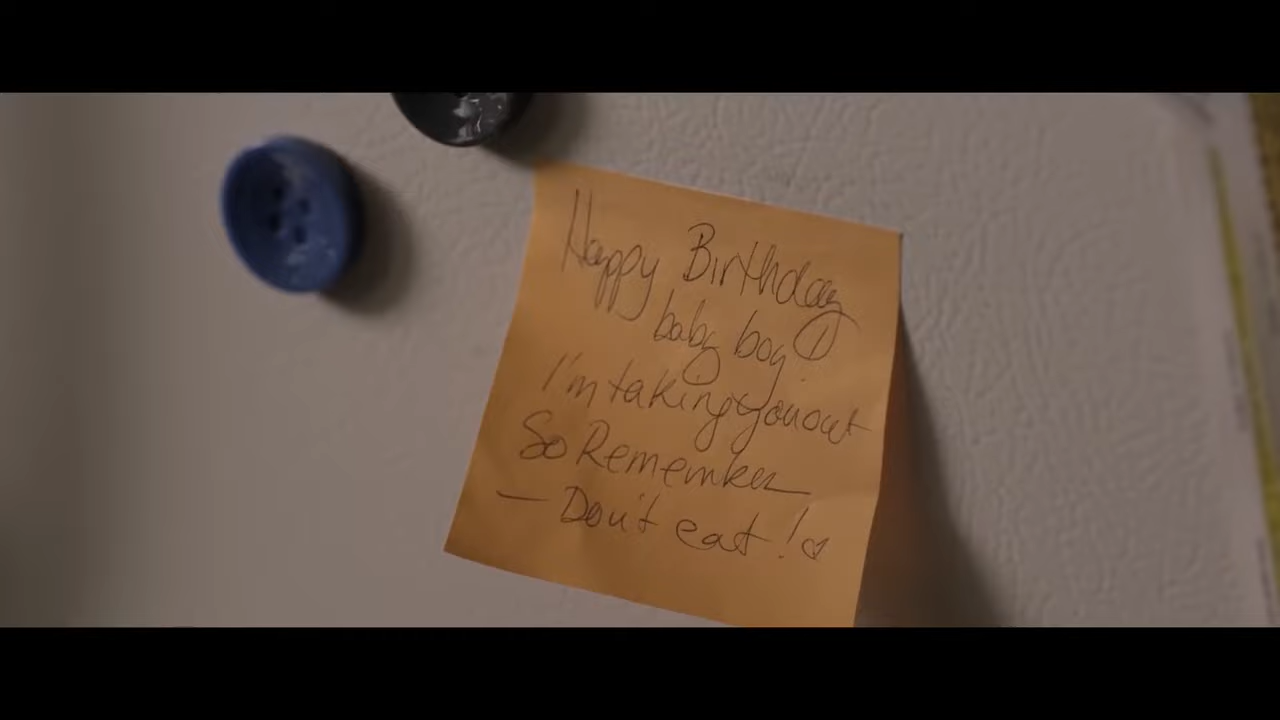 Happy Birthday
baby boy
I'm taking you out
So Remember
— Don't eat! ♡